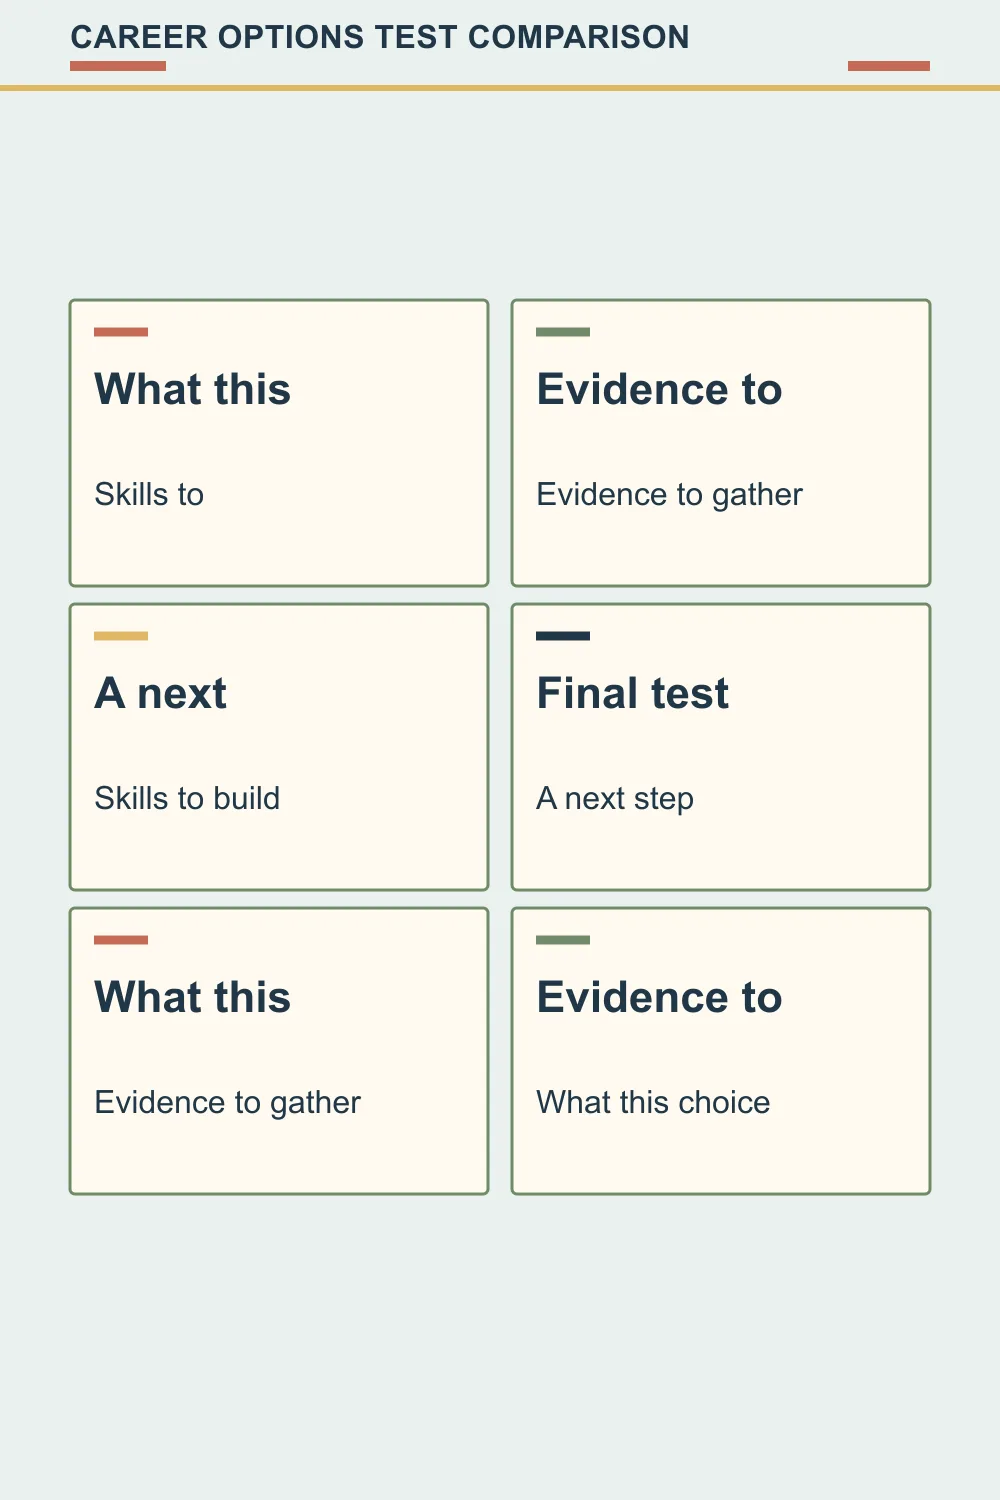 CAREER OPTIONS TEST COMPARISON
What this
Skills to
Evidence to
Evidence to gather
A next
Skills to build
Final test
A next step
What this
Evidence to gather
Evidence to
What this choice